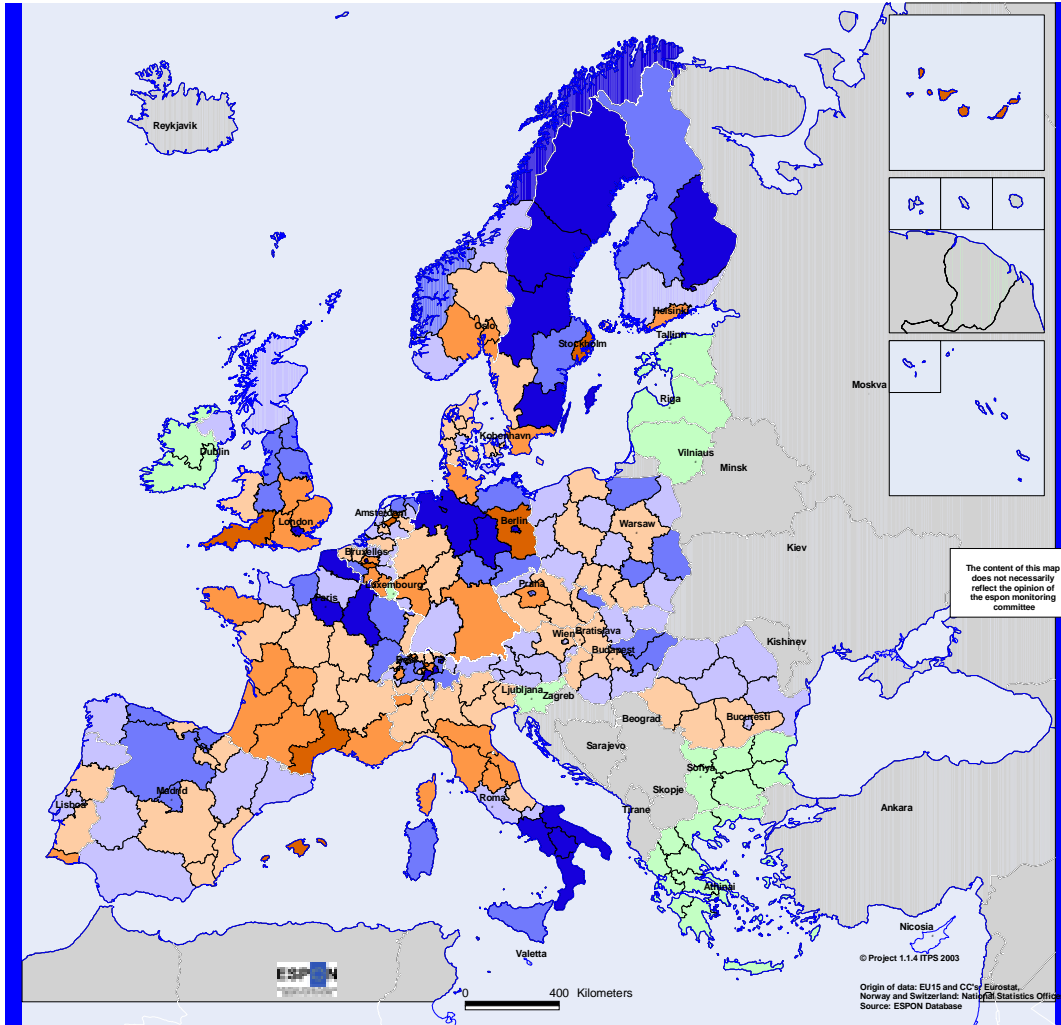 Reykjavik
Oslo
Helsinki
Tallinn
Stockholm
Moskva
Riga
Kobenhavn
Dublin
Vilniaus
Minsk
Amsterdam
London
Berlin
Warsaw
Bruxelles
Kiev
The content of this map
does not necessarily
reflect the opinion of
the espon monitoring
committee
Luxembourg
Praha
Paris
Wien
Bratislava
Budapest
Kishinev
Ljubljana
Zagreb
Beograd
Bucuresti
Sarajevo
Sofiya
Skopje
Madrid
Lisboa
Roma
Tirane
Ankara
Athinai
Nicosia
Valetta
ESPON
0
400 Kilometers
© Project 1.1.4 ITPS 2003
Origin of data: EU15 and CC's: Eurostat,
Norway and Switzerland: National Statistics Offic
Source: ESPON Database